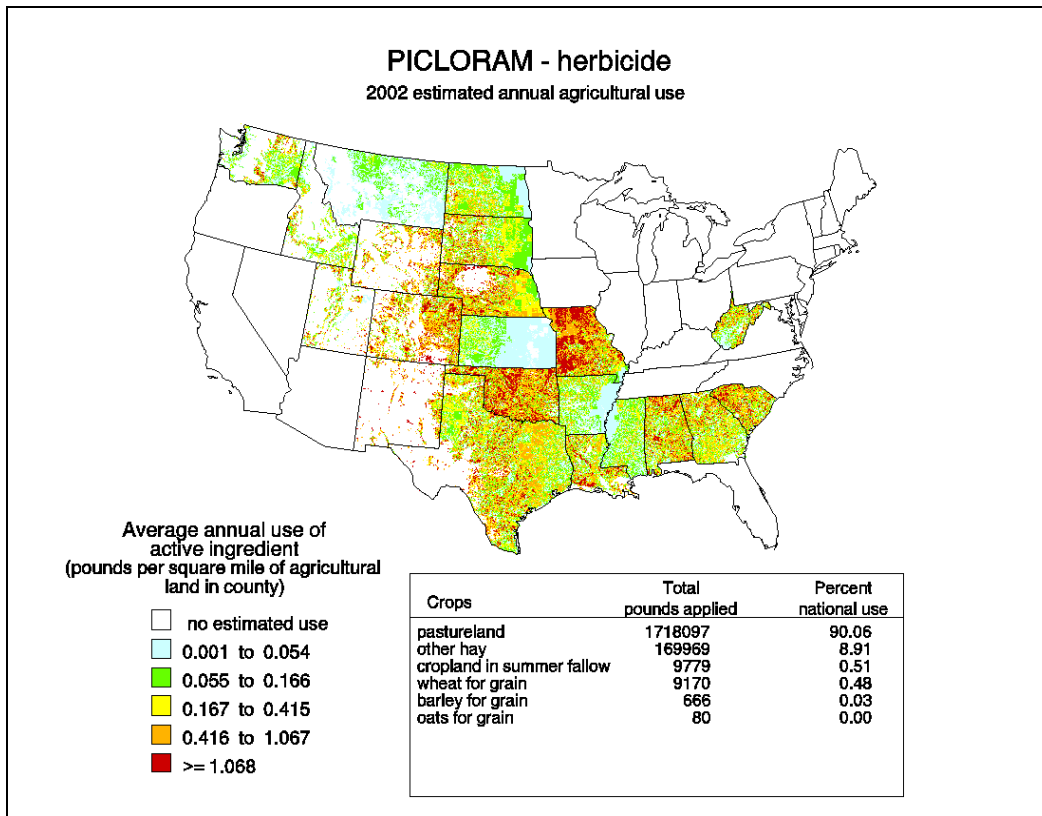 PICLORAM - herbicide
2002 estimated annual agricultural use
Average annual use of
active ingredient
(pounds per square mile of agricultural
land in county)
no estimated use
0.001 to 0.054
0.055 to 0.166
0.167 to 0.415
0.416 to 1.067
>= 1.068
Crops Total pounds applied Percent national use
pastureland 1718097 90.06
other hay 169969 8.91
cropland in summer fallow 9779 0.51
wheat for grain 9170 0.48
barley for grain 666 0.03
oats for grain 80 0.00